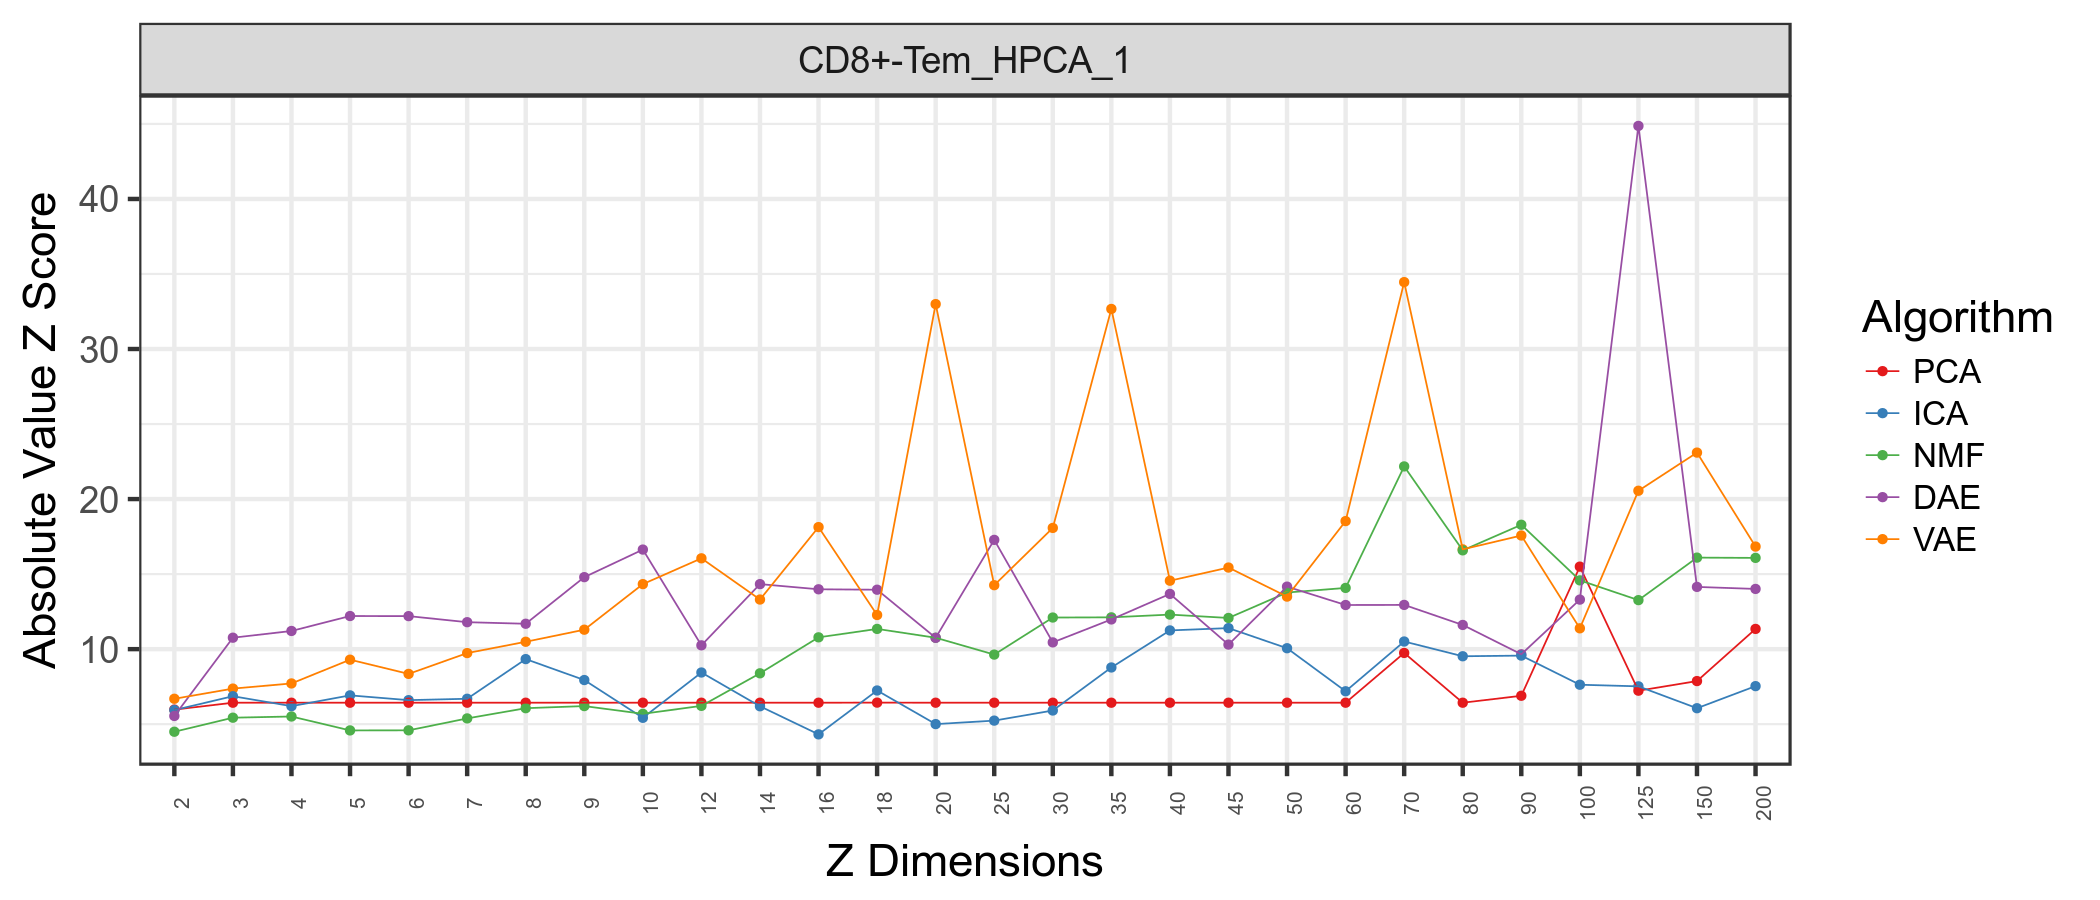 CD8+-Tem_HPCA_1
Absolute Value Z Score
40
30
20
10
2 3 4 5 6 7 8 9 10 12 14 16 18 20 25 30 35 40 45 50 60 70 80 90 100 125 150 200
Z Dimensions
Algorithm
PCA
ICA
NMF
DAE
VAE